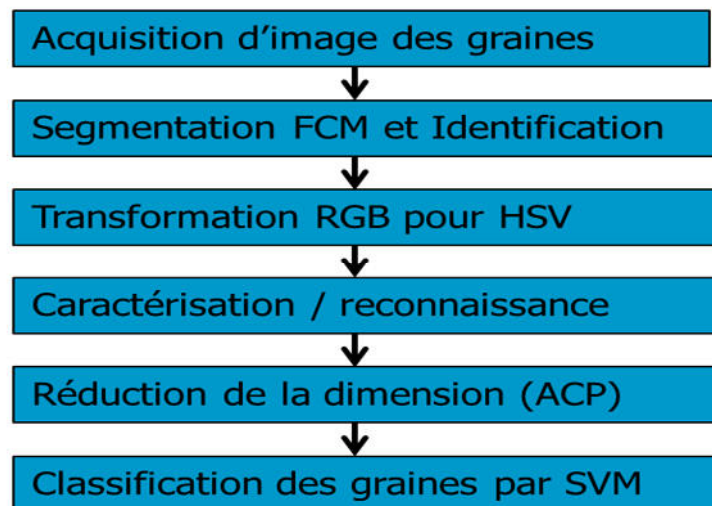 Acquisition d’image des graines
Segmentation FCM et Identification
Transformation RGB pour HSV
Caractérisation / reconnaissance
Réduction de la dimension (ACP)
Classification des graines par SVM